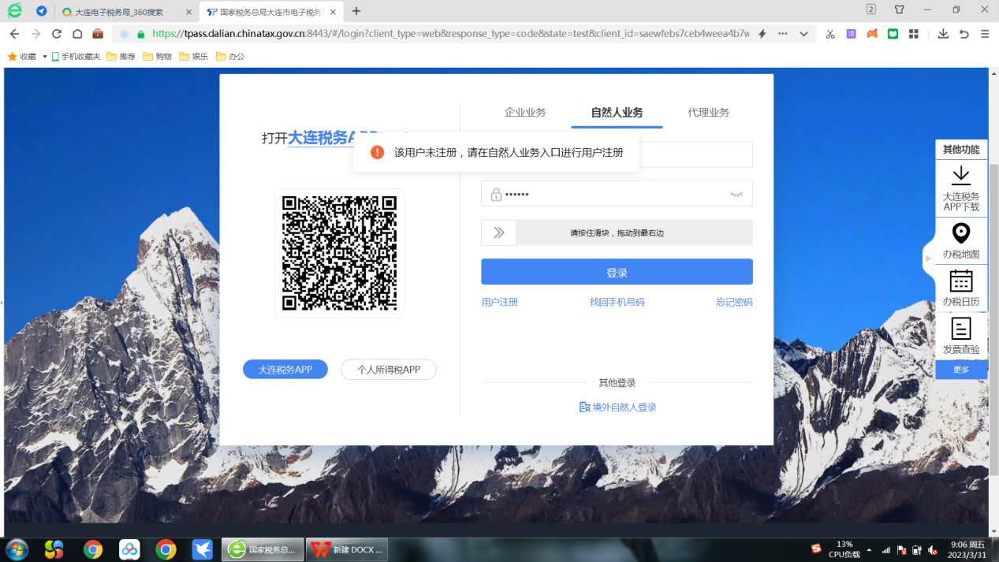 大连电子税务局_360搜索
国家税务总局大连市电子税务
2
https://tpass.dalian.chinatax.gov.cn:8443/#/login?client_type=web&response_type=code&state=test&client_id=saewfebs7ceb4weea4b7w
译
收藏
手机收藏夹
推荐
购物
娱乐
办公
企业业务
自然人业务
代理业务
打开大连税务APP
该用户未注册，请在自然人业务入口进行用户注册
••••••
请按住滑块，拖动到最右边
登录
用户注册
找回手机号码
忘记密码
大连税务APP
个人所得税APP
其他登录
境外自然人登录
其他功能
大连税务
APP下载
办税地图
办税日历
发票查验
更多
国家税务总...
新建 DOCX ...
13%
CPU负载
9:06 周五
2023/3/31